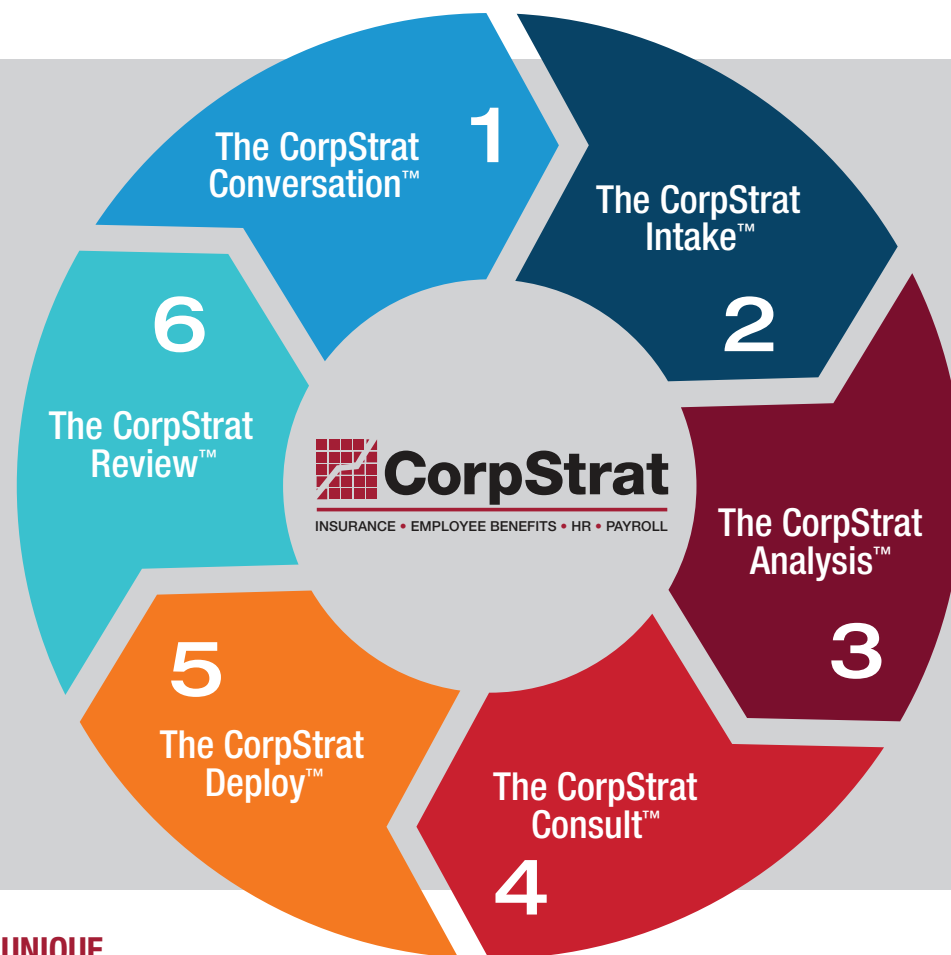 1
The CorpStrat
Conversation™
The CorpStrat
Intake™
2
The CorpStrat
Analysis™
3
The CorpStrat
Consult™
4
5
The CorpStrat
Deploy™
6
The CorpStrat
Review™
CorpStrat
INSURANCE • EMPLOYEE BENEFITS • HR • PAYROLL
UNIQUE